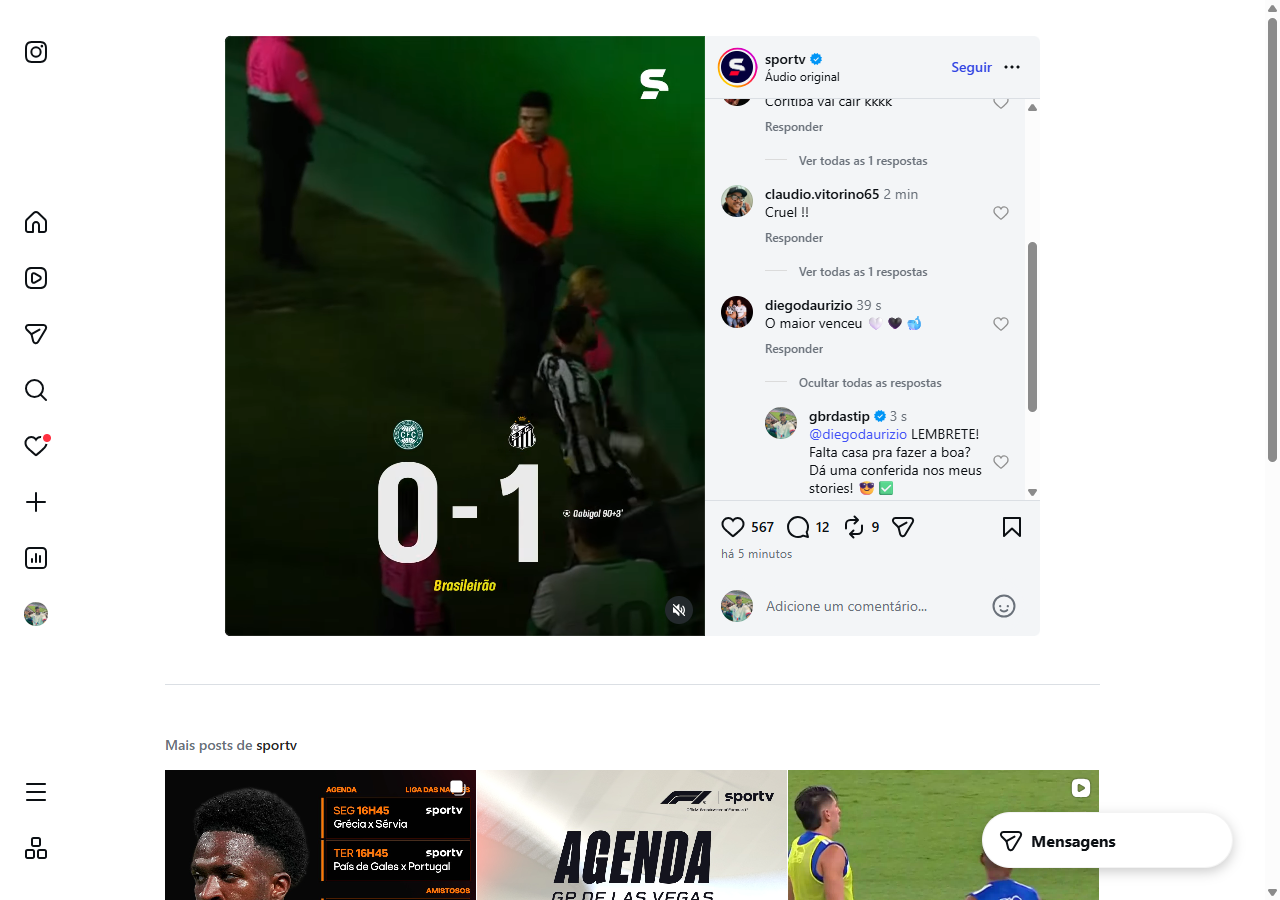 sportv
Áudio original
Seguir
Coritiba vai cair kkkk
Responder
Ver todas as 1 respostas
claudio.vitorino65 2 min
Cruel !!
Responder
Ver todas as 1 respostas
diegodaurizio 39 s
O maior venceu 🤍 🖤 🐳
Responder
Ocultar todas as respostas
gbrdastip 3 s
@diegodaurizio LEMBRETE!
Falta casa pra fazer a boa?
Dá uma conferida nos meus
stories! 😎 ✅
CFC
0 - 1
⚽ Gabigol 90+3'
Brasileirão
10
567 12 9
há 5 minutos
Adicione um comentário...
Mais posts de sportv
AGENDA LIGA DAS NAÇÕES
SEG 16H45 sportv
Grécia x Sérvia
TER 16H45 sportv
País de Gales x Portugal
AMISTOSOS
F1 sportv
AGENDA
GP DE LAS VEGAS
Mensagens